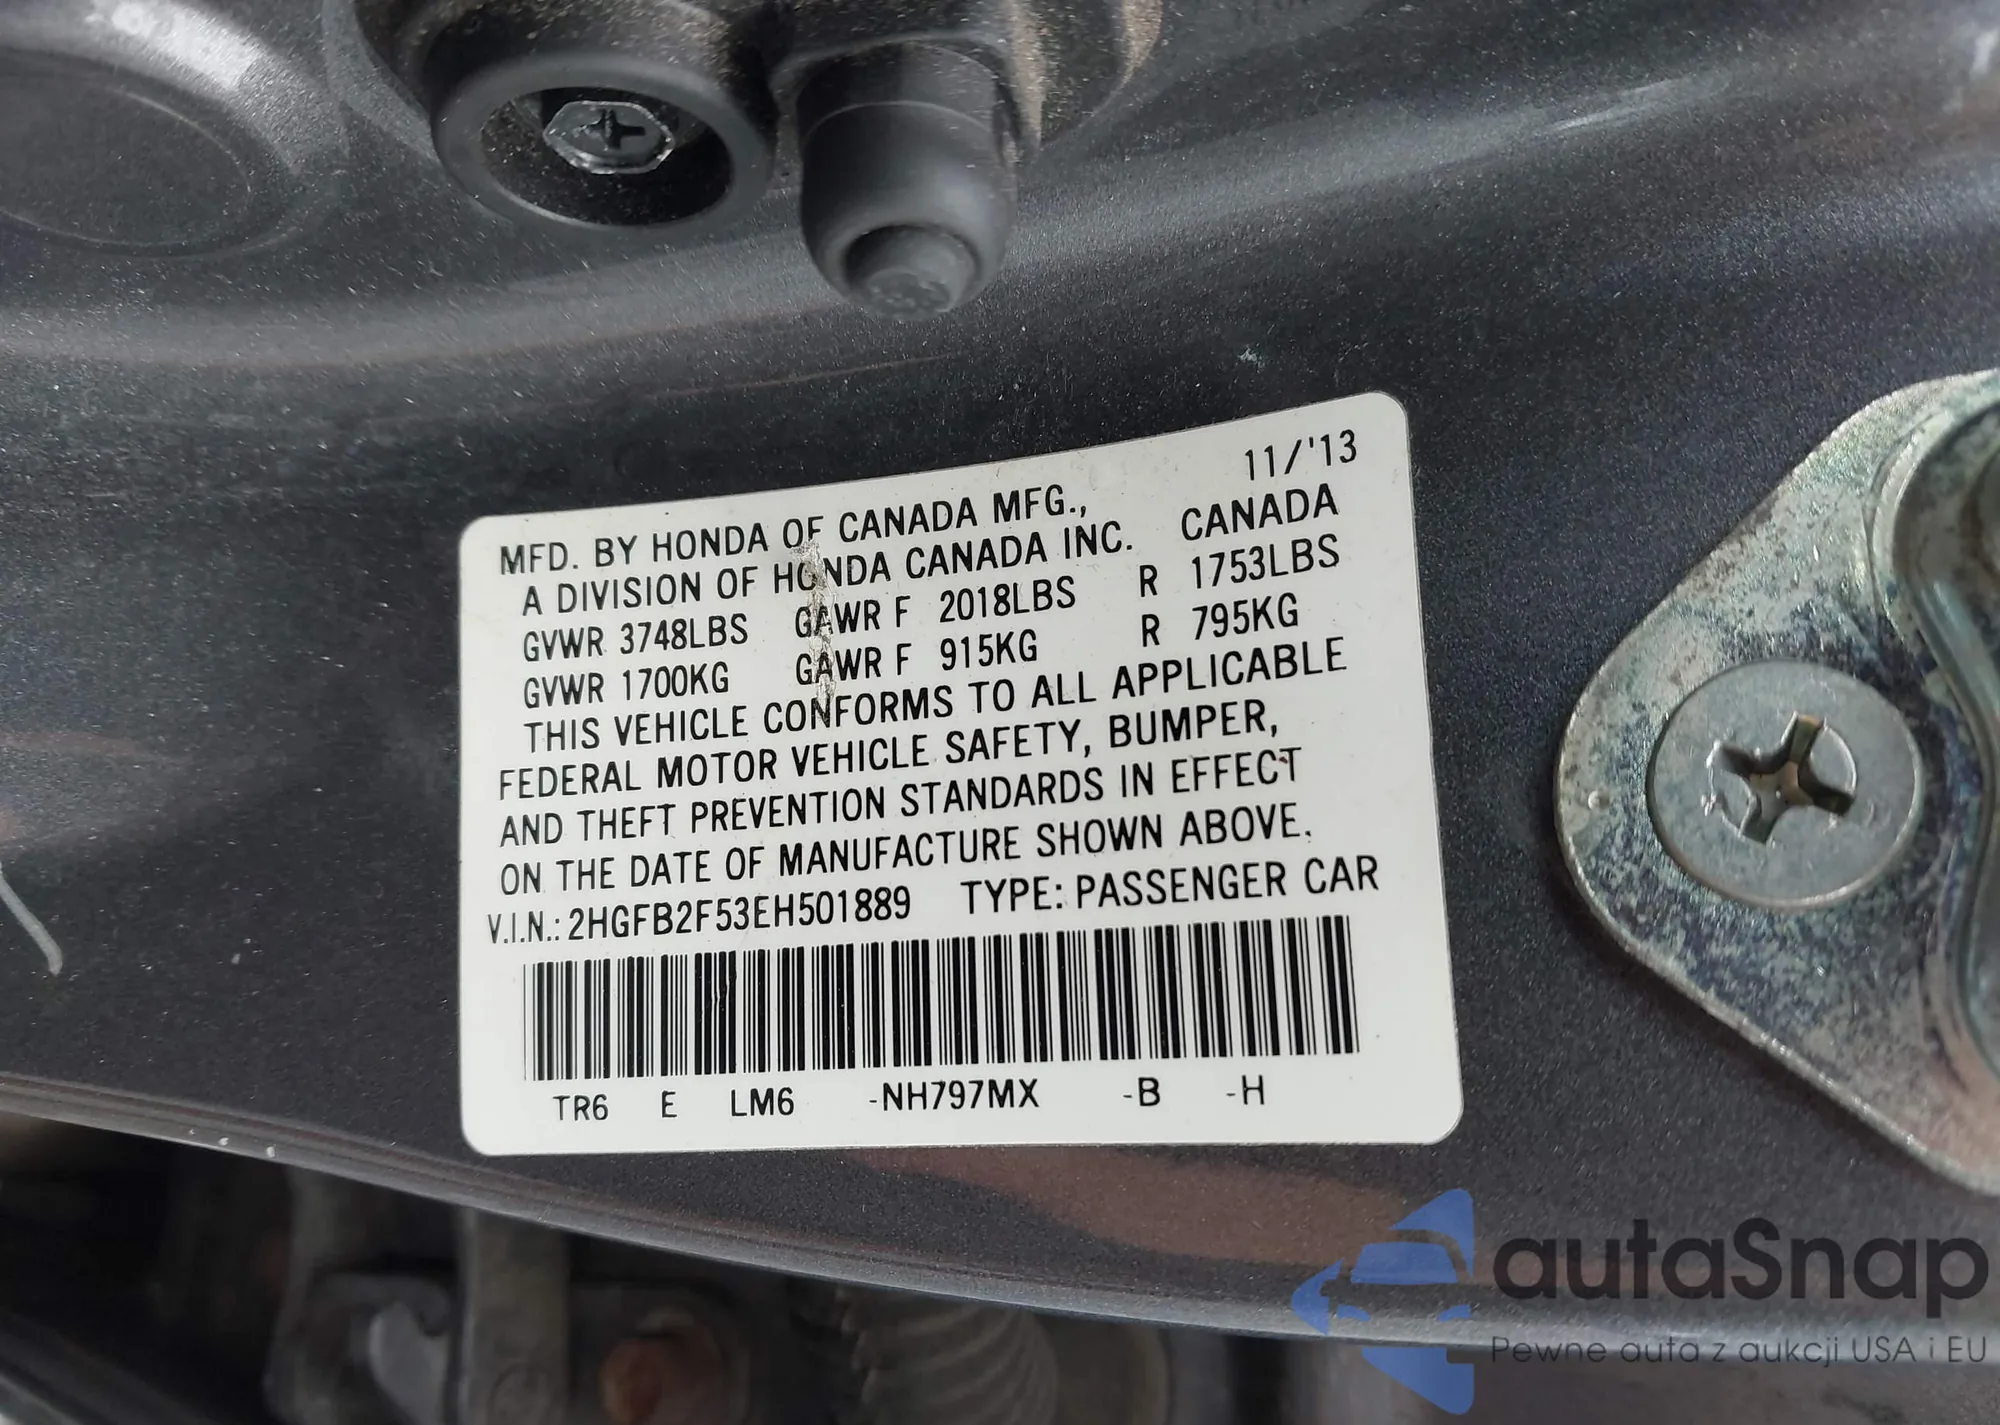 11/'13
MFD. BY HONDA OF CANADA MFG.,
A DIVISION OF HONDA CANADA INC. CANADA
GVWR 3748LBS GAWR F 2018LBS R 1753LBS
GVWR 1700KG GAWR F 915KG R 795KG
THIS VEHICLE CONFORMS TO ALL APPLICABLE
FEDERAL MOTOR VEHICLE SAFETY, BUMPER,
AND THEFT PREVENTION STANDARDS IN EFFECT
ON THE DATE OF MANUFACTURE SHOWN ABOVE.
V.I.N.: 2HGFB2F53EH501889 TYPE: PASSENGER CAR
TR6 E LM6 -NH797MX -B -H
autaSnap
Pewne auta z aukcji USA i EU